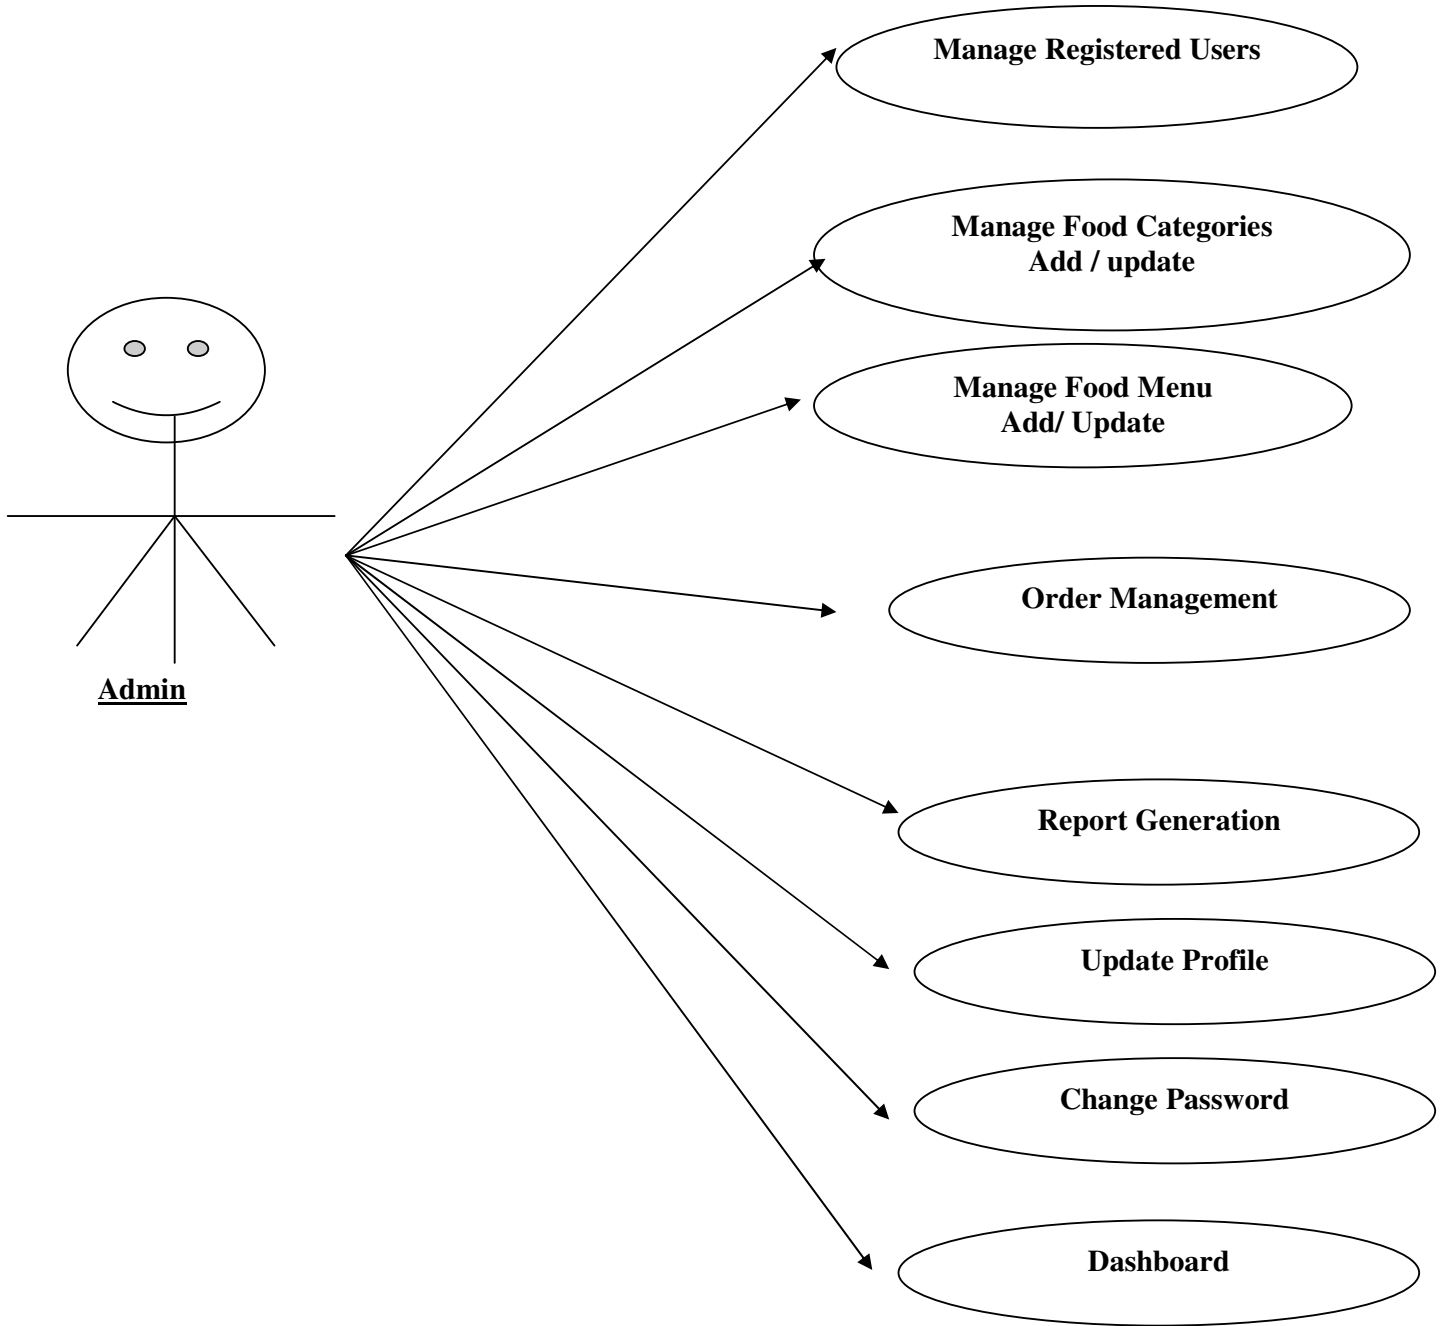 Manage Registered Users
Manage Food Categories
Add / update
Manage Food Menu
Add/ Update
Order Management
Admin
Report Generation
Update Profile
Change Password
Dashboard